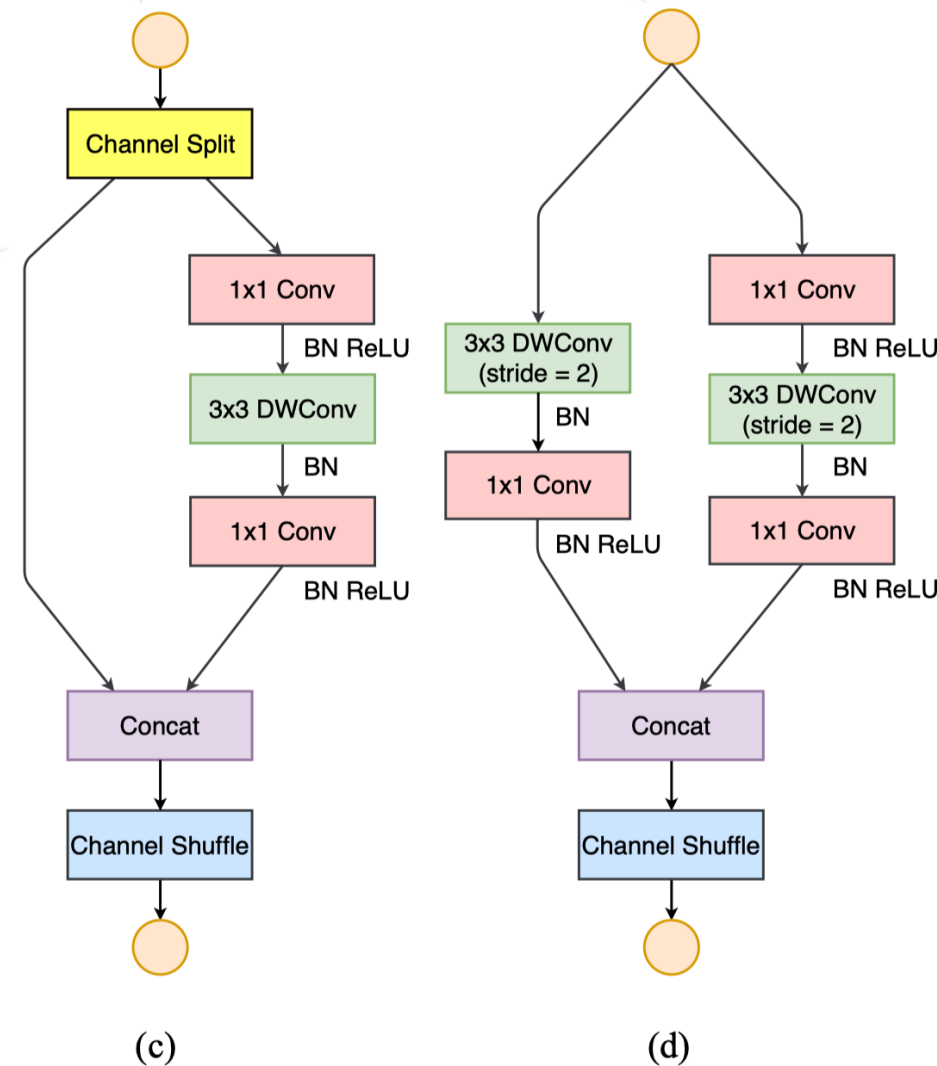 Channel Split
1x1 Conv
BN ReLU
3x3 DWConv
BN
1x1 Conv
BN ReLU
Concat
Channel Shuffle
(c)
3x3 DWConv
(stride = 2)
BN
1x1 Conv
BN ReLU
1x1 Conv
BN ReLU
3x3 DWConv
(stride = 2)
BN
1x1 Conv
BN ReLU
Concat
Channel Shuffle
(d)